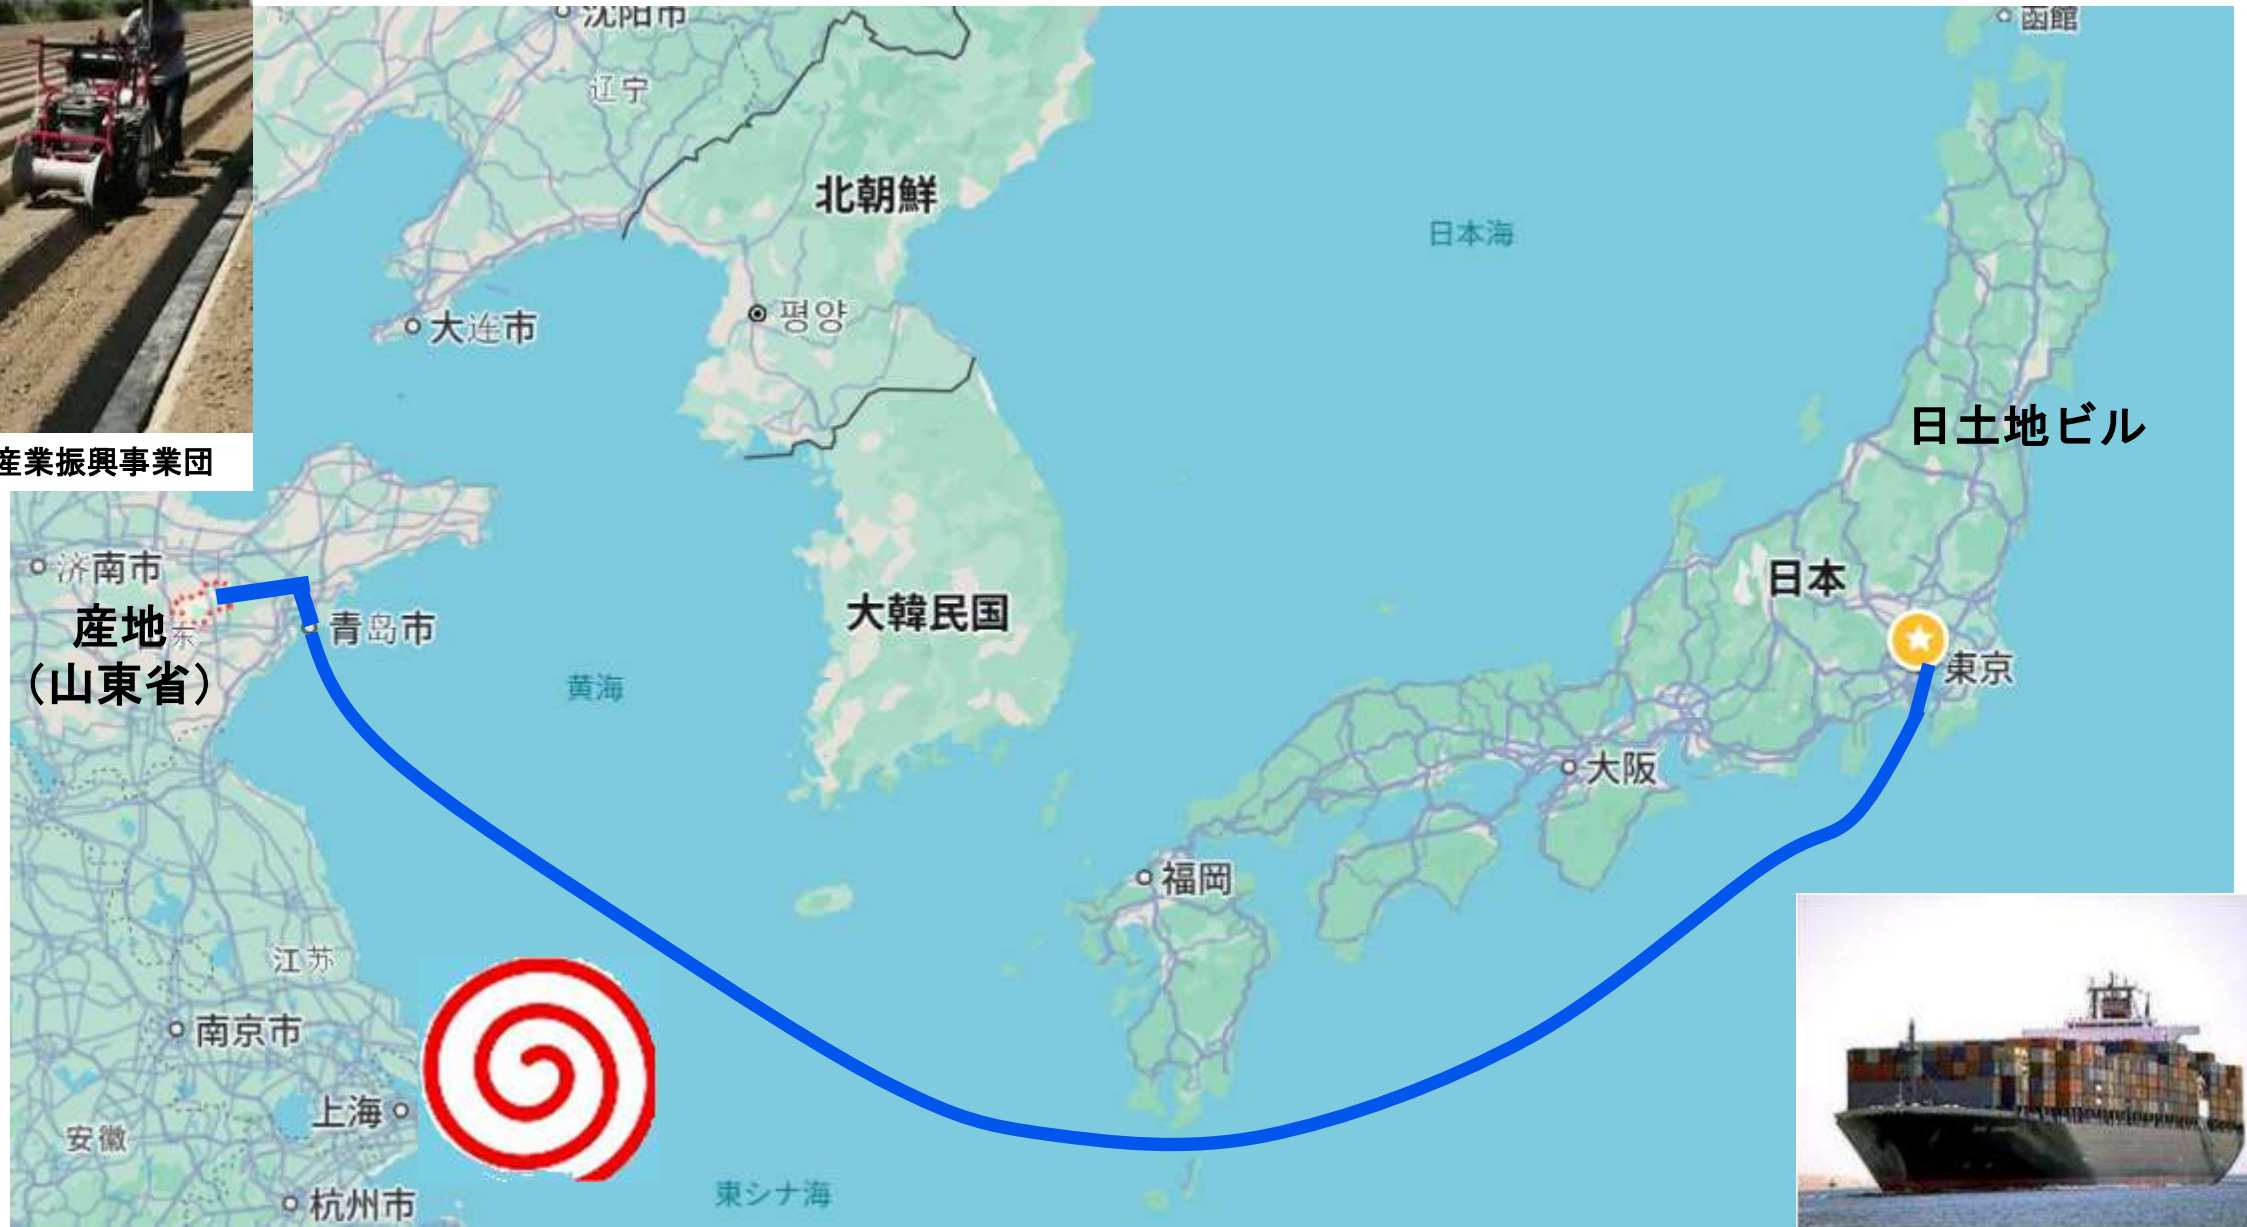 沈阳市
函館
辽宁
北朝鮮
日本海
平양
大连市
日土地ビル
産業振興事業団
济南市
日本
産地
东
(山東省)
青岛市
大韓民国
東京
黄海
大阪
福岡
江苏
南京市
上海
安徽
東シナ海
杭州市